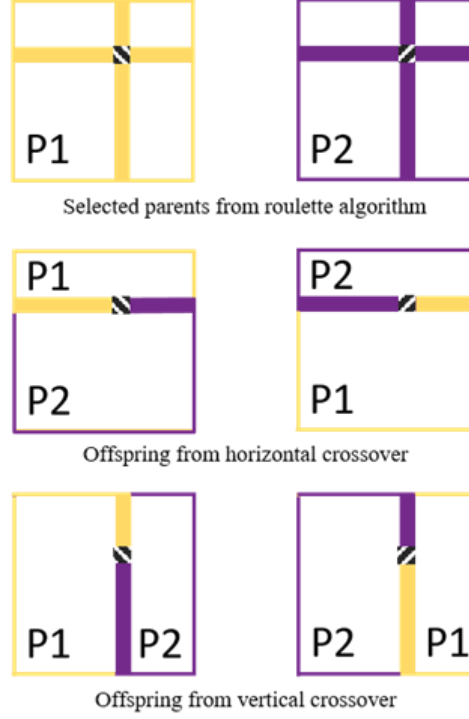 P1 P2
Selected parents from roulette algorithm
P1 P2
P2 P1
Offspring from horizontal crossover
P1 P2 P2 P1
Offspring from vertical crossover